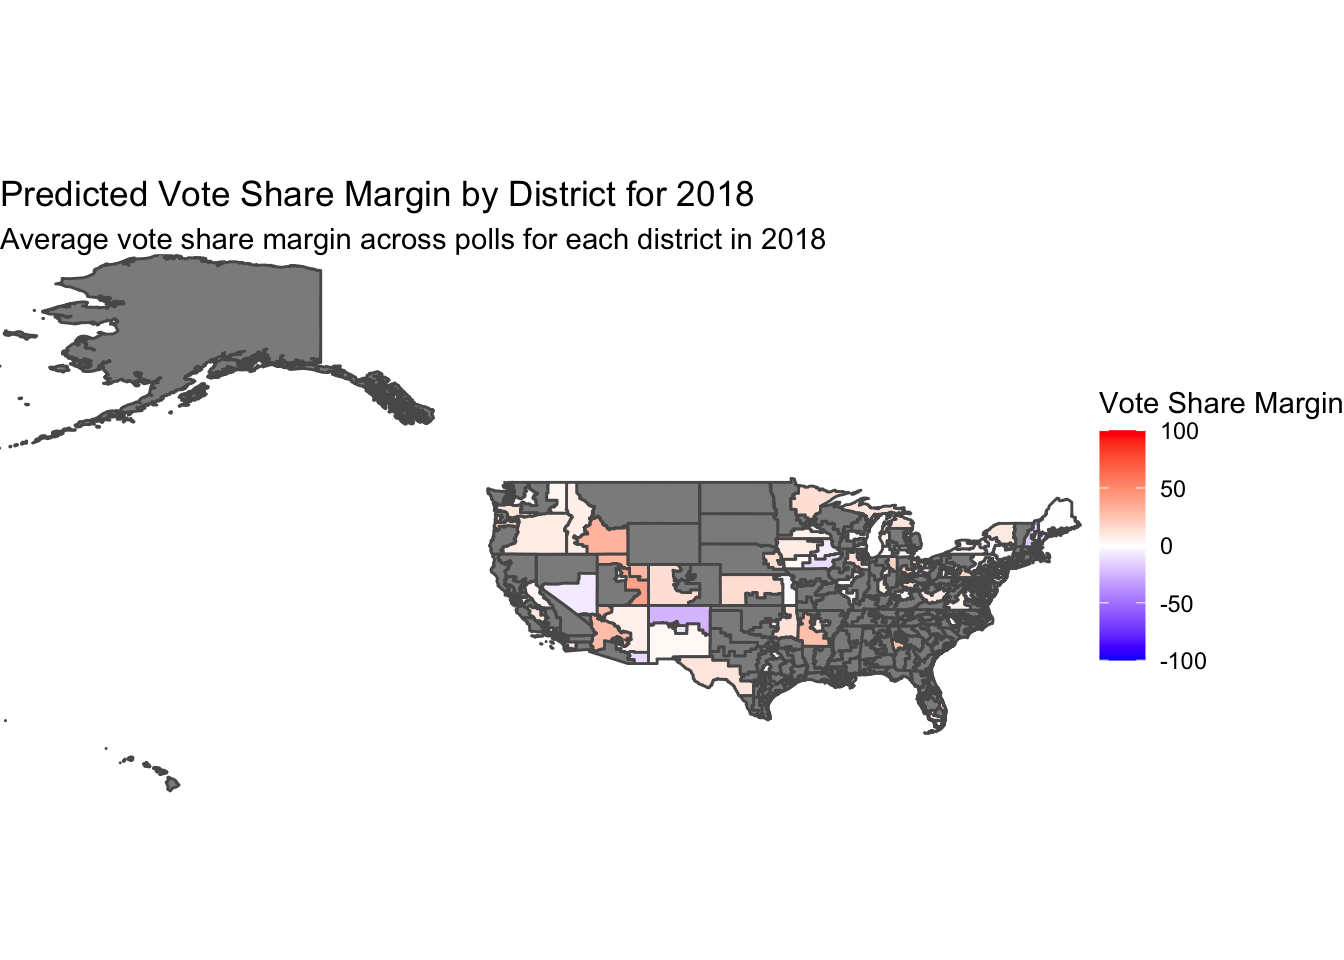 Predicted Vote Share Margin by District for 2018
Average vote share margin across polls for each district in 2018
Vote Share Margin
100
50
0
-50
-100